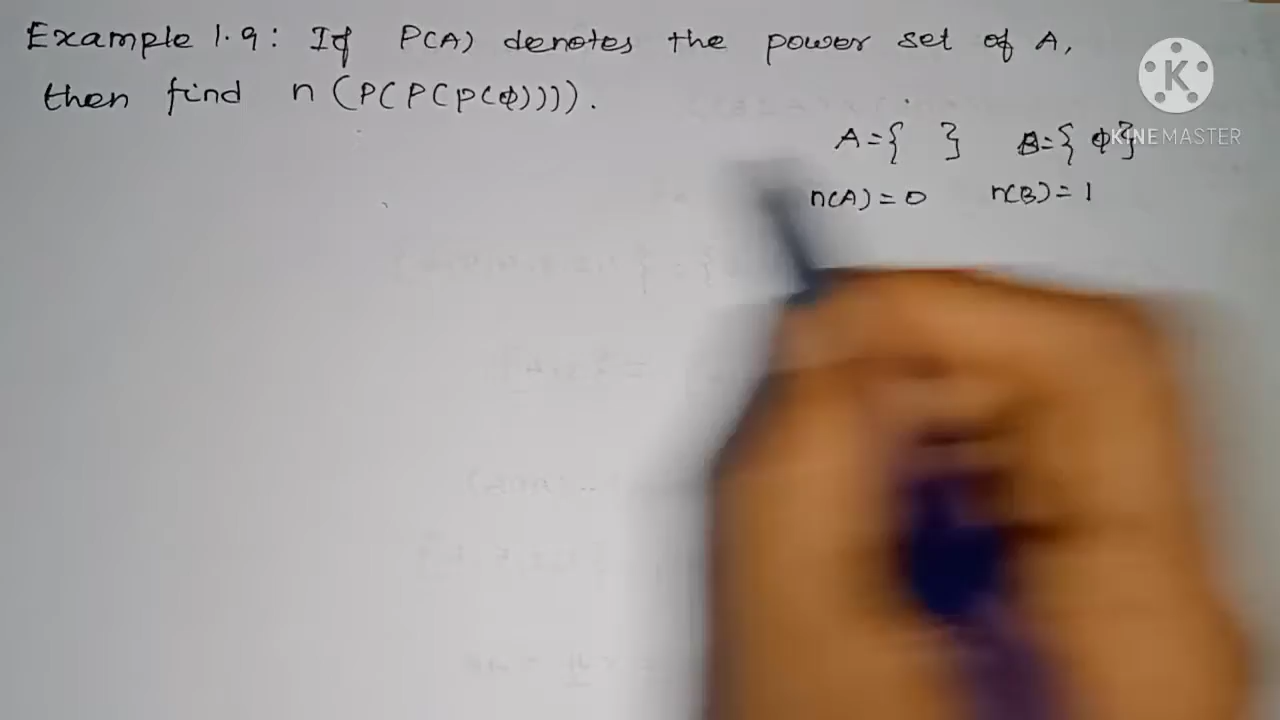 Example 1.9: If P(A) denotes the power set of A,
then find n(P(P(P(ϕ)))).
A={ } B={ ϕ}
n(A)=0 n(B)=1
KINEMASTER